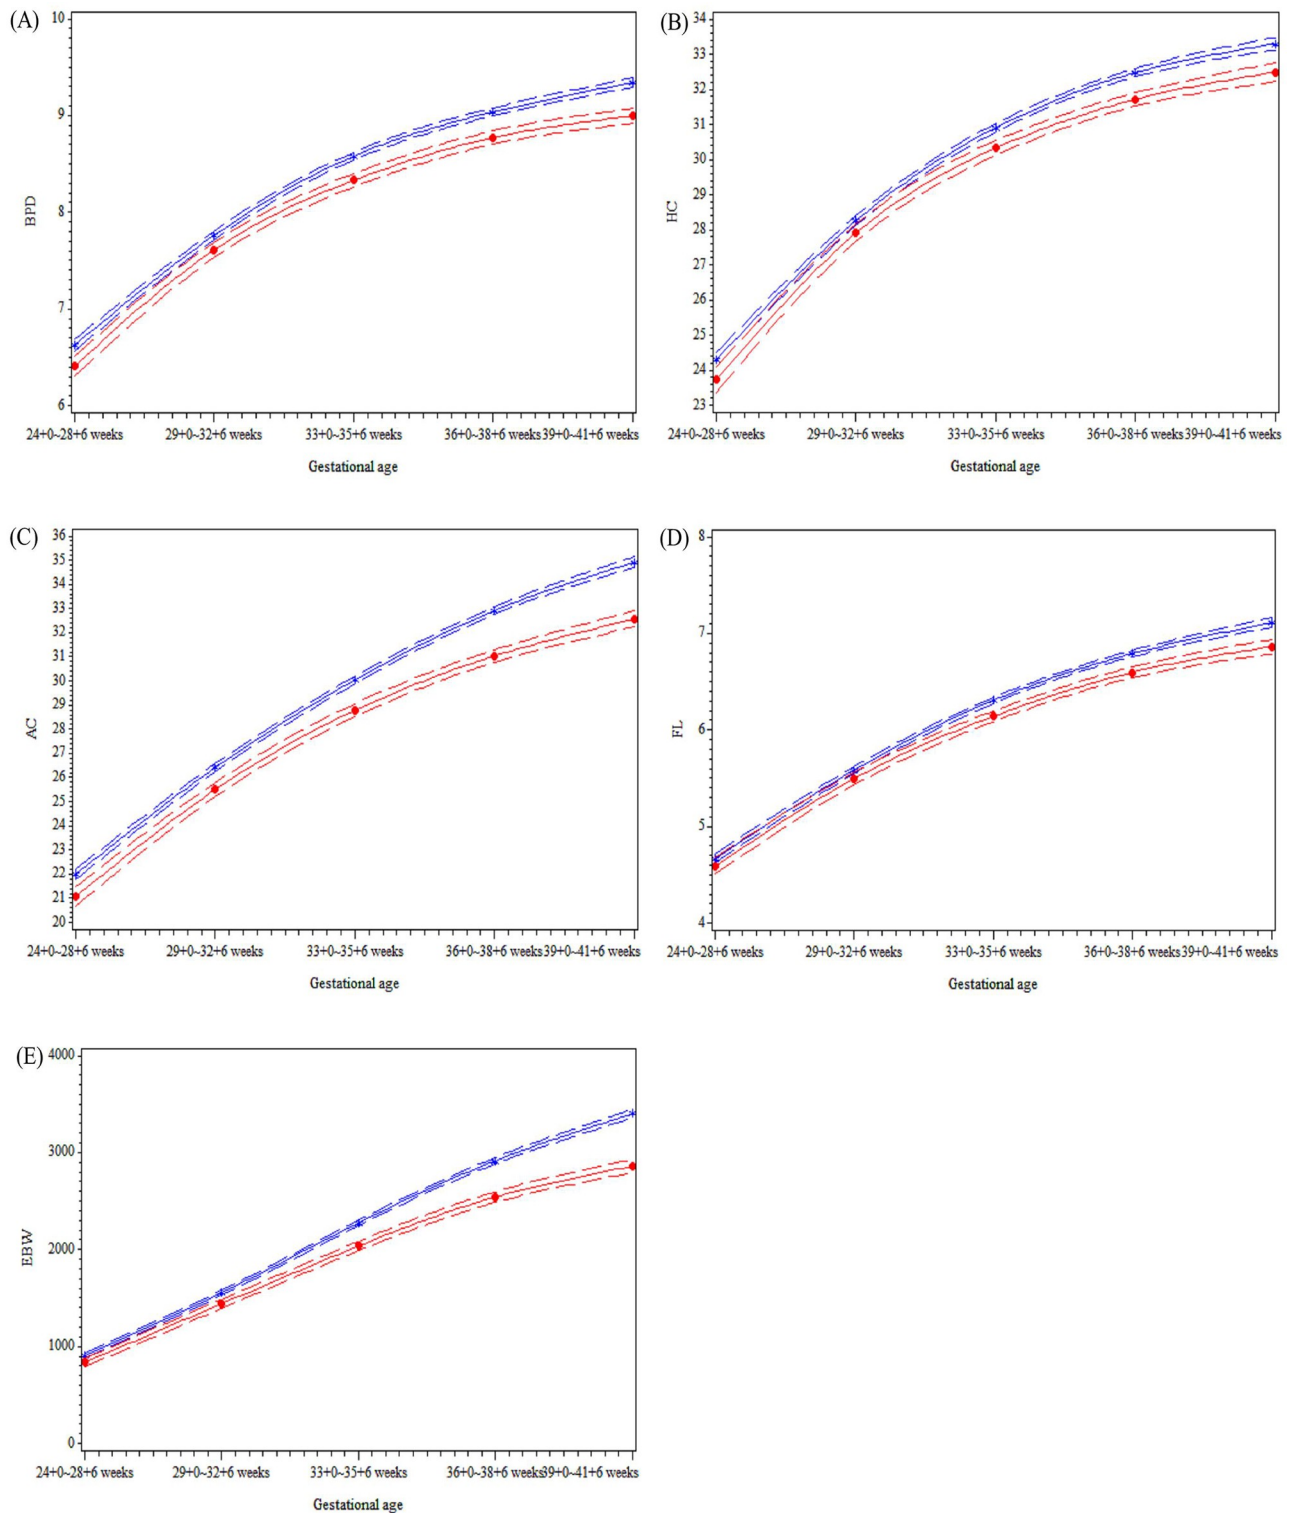 (A)
10
9
8
7
6
BPD
24+0~28+6 weeks 29+0~32+6 weeks 33+0~35+6 weeks 36+0~38+6 weeks 39+0~41+6 weeks
Gestational age
(B)
34
33
32
31
30
29
28
27
26
25
24
23
HC
24+0~28+6 weeks 29+0~32+6 weeks 33+0~35+6 weeks 36+0~38+6 weeks 39+0~41+6 weeks
Gestational age
(C)
36
35
34
33
32
31
30
29
28
27
26
25
24
23
22
21
20
AC
24+0~28+6 weeks 29+0~32+6 weeks 33+0~35+6 weeks 36+0~38+6 weeks 39+0~41+6 weeks
Gestational age
(D)
8
7
6
5
4
FL
24+0~28+6 weeks 29+0~32+6 weeks 33+0~35+6 weeks 36+0~38+6 weeks 39+0~41+6 weeks
Gestational age
(E)
4000
3000
2000
1000
0
EBW
24+0~28+6 weeks 29+0~32+6 weeks 33+0~35+6 weeks 36+0~38+6 weeks 39+0~41+6 weeks
Gestational age